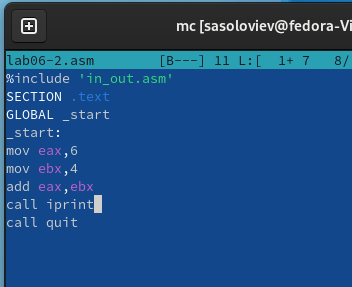 mc [sasoloviev@fedora-Vi
lab06-2.asm [B---] 11 L:[ 1+ 7 8/
%include 'in_out.asm'
SECTION .text
GLOBAL _start
_start:
mov eax,6
mov ebx,4
add eax,ebx
call iprint
call quit